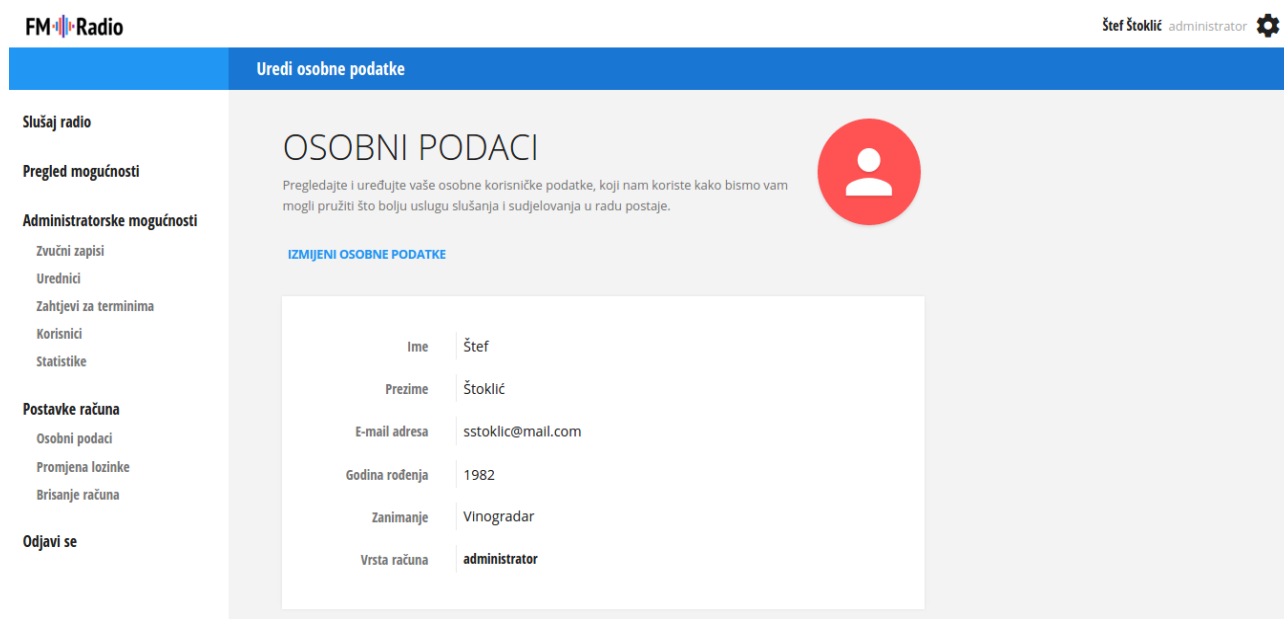 FM Radio
Štef Štoklić administrator
Uredi osobne podatke
Slušaj radio
Pregled mogućnosti
Administratorske mogućnosti
Zvučni zapisi
Urednici
Zahtjevi za terminima
Korisnici
Statistike
Postavke računa
Osobni podaci
Promjena lozinke
Brisanje računa
Odjavi se
OSOBNI PODACI
Pregledajte i uređujte vaše osobne korisničke podatke, koji nam koriste kako bismo vam
mogli pružiti što bolju uslugu slušanja i sudjelovanja u radu postaje.
IZMIJENI OSOBNE PODATKE
Ime Štef
Prezime Štoklić
E-mail adresa sstoklic@mail.com
Godina rođenja 1982
Zanimanje Vinogradar
Vrsta računa administrator